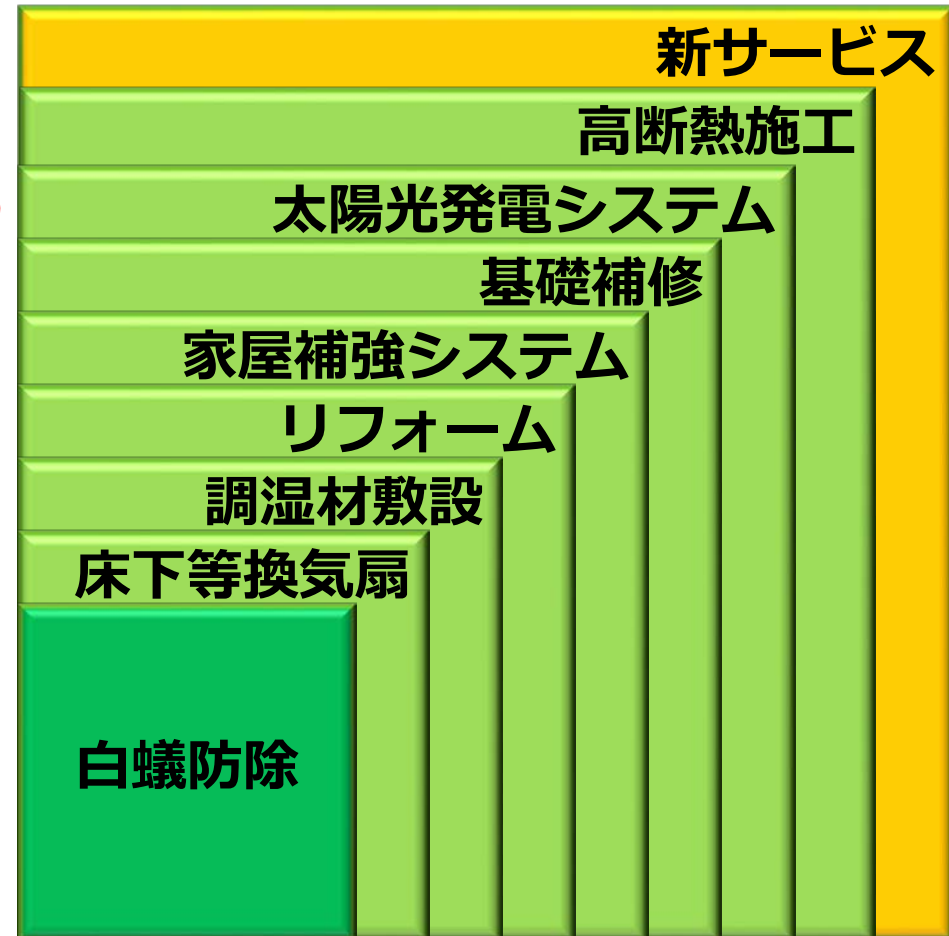 新サービス
高断熱施工
太陽光発電システム
基礎補修
家屋補強システム
リフォーム
調湿材敷設
床下等換気扇
白蟻防除